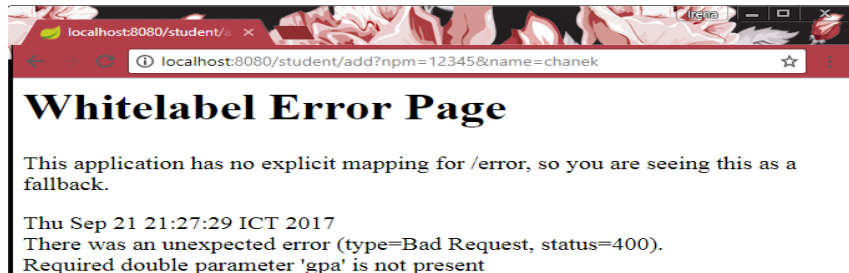 Irena
localhost:8080/student/a
localhost:8080/student/add?npm=12345&name=chanek
Whitelabel Error Page
This application has no explicit mapping for /error, so you are seeing this as a
fallback.
Thu Sep 21 21:27:29 ICT 2017
There was an unexpected error (type=Bad Request, status=400).
Required double parameter 'gpa' is not present